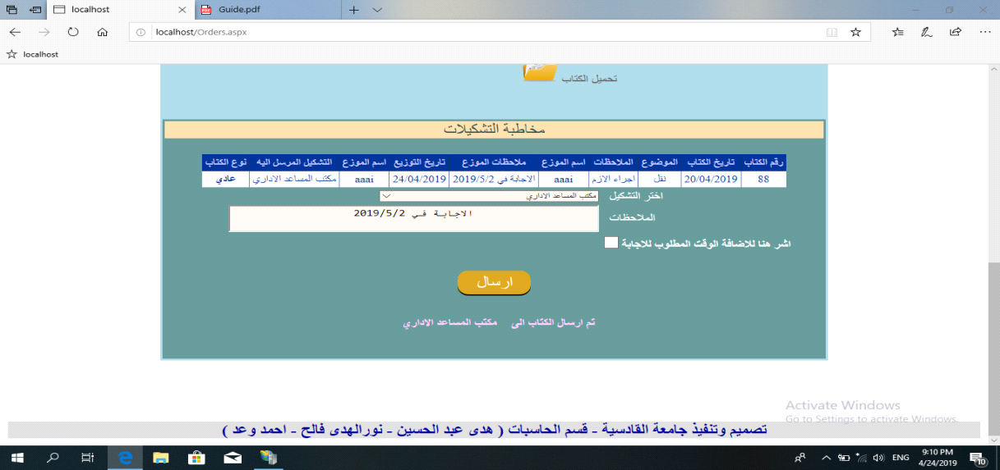 localhost
Guide.pdf
localhost/Orders.aspx
localhost
تحميل الكتاب
مخاطبة التشكيلات
رقم الكتاب تاريخ الكتاب الموضوع الملاحظات اسم الموزع ملاحظات الموزع تاريخ التوزيع اسم الموزع التشكيل المرسل اليه نوع الكتاب
88 20/04/2019 نقل اجراء الازم aaai الاجابة في 2019/5/2 24/04/2019 aaai مكتب المساعد الاداري عادي
اختر التشكيل مكتب المساعد الاداري
الملاحظات الاجابة في 2019/5/2
اشر هنا للاضافة الوقت المطلوب للاجابة
ارسال
تم ارسال الكتاب الى مكتب المساعد الاداري
Activate Windows
Go to Settings to activate Windows.
تصميم وتنفيذ جامعة القادسية - قسم الحاسبات ( هدى عبد الحسين - نورالهدى فالح - احمد وعد )
ENG
9:10 PM
4/24/2019
10